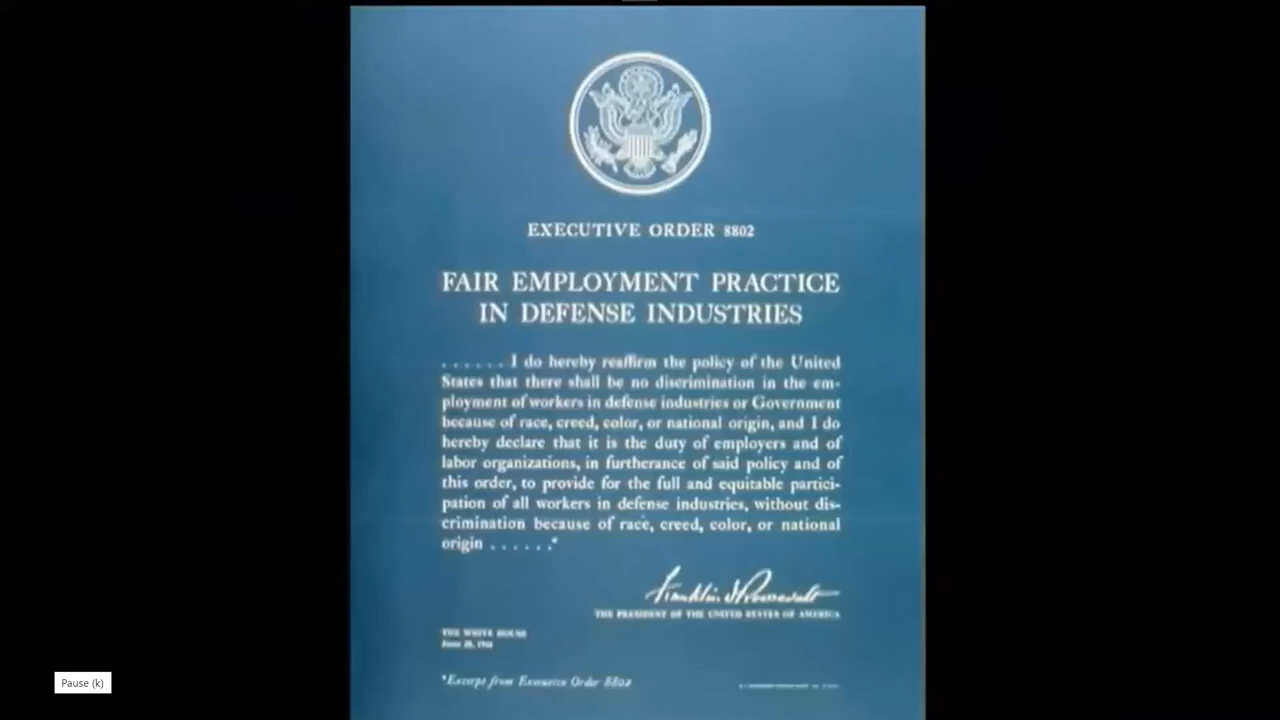 EXECUTIVE ORDER 8802
FAIR EMPLOYMENT PRACTICE
IN DEFENSE INDUSTRIES
. . . . . . I do hereby reaffirm the policy of the United
States that there shall be no discrimination in the em-
ployment of workers in defense industries or Government
because of race, creed, color, or national origin, and I do
hereby declare that it is the duty of employers and of
labor organizations, in furtherance of said policy and of
this order, to provide for the full and equitable partici-
pation of all workers in defense industries, without dis-
crimination because of race, creed, color, or national
origin . . . . . .*
Franklin D Roosevelt
THE PRESIDENT OF THE UNITED STATES OF AMERICA
THE WHITE HOUSE
June
*Excerpt from Executive Order 8802
Pause (k)